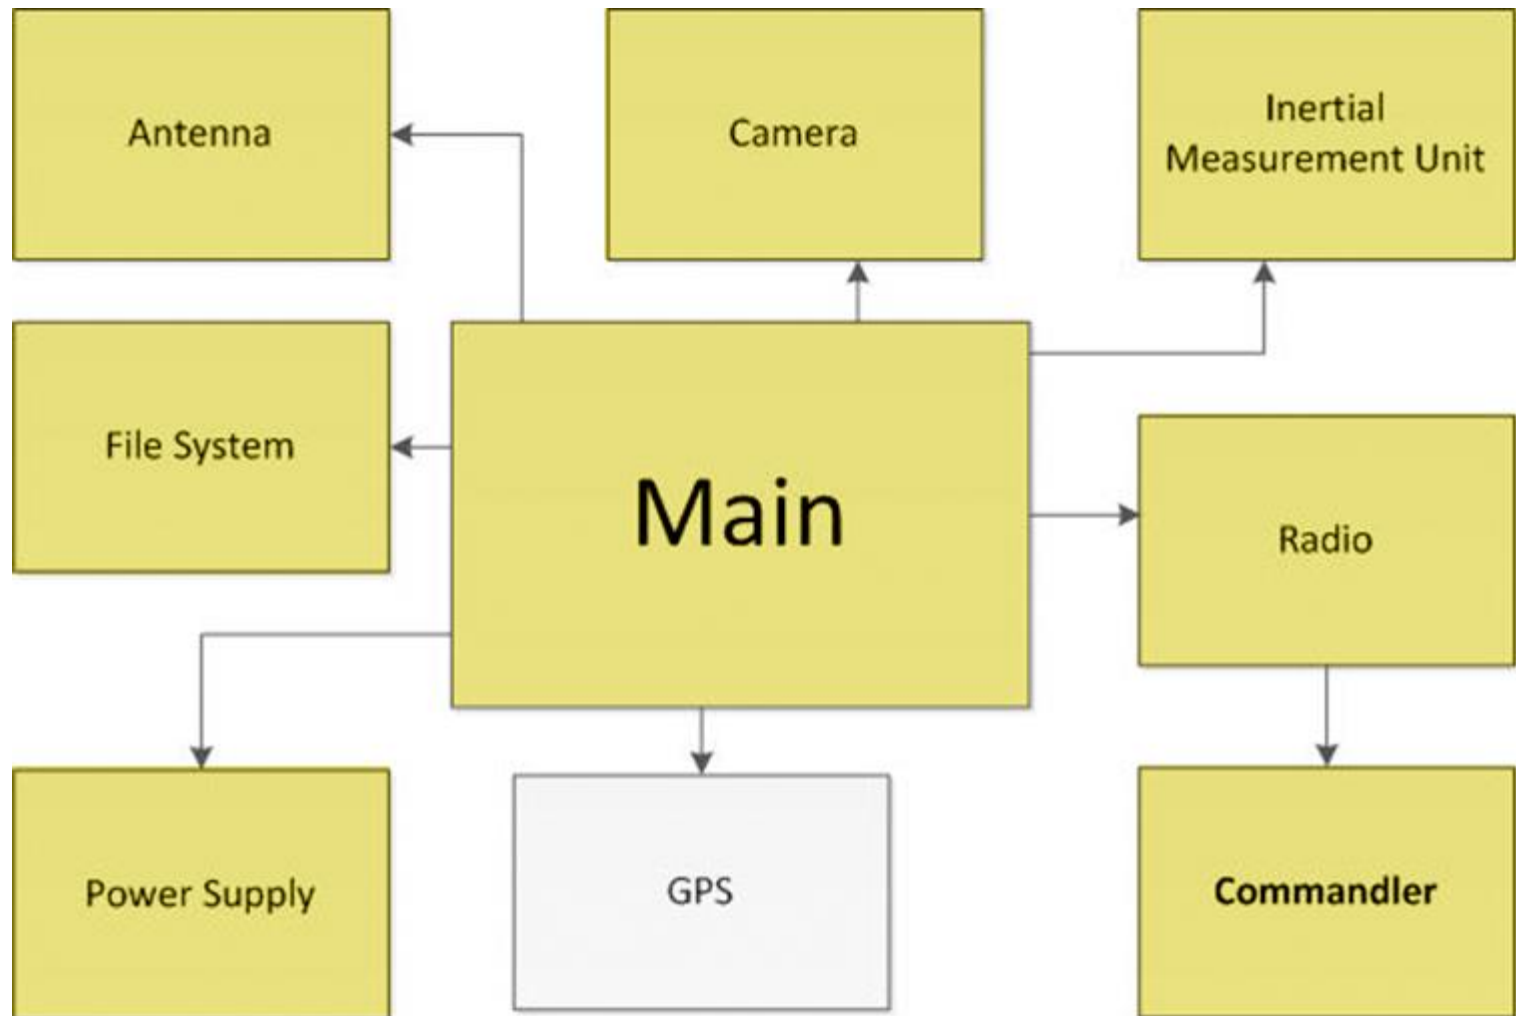 Antenna
Camera
Inertial
Measurement Unit
File System
Main
Radio
Power Supply
GPS
Commandler